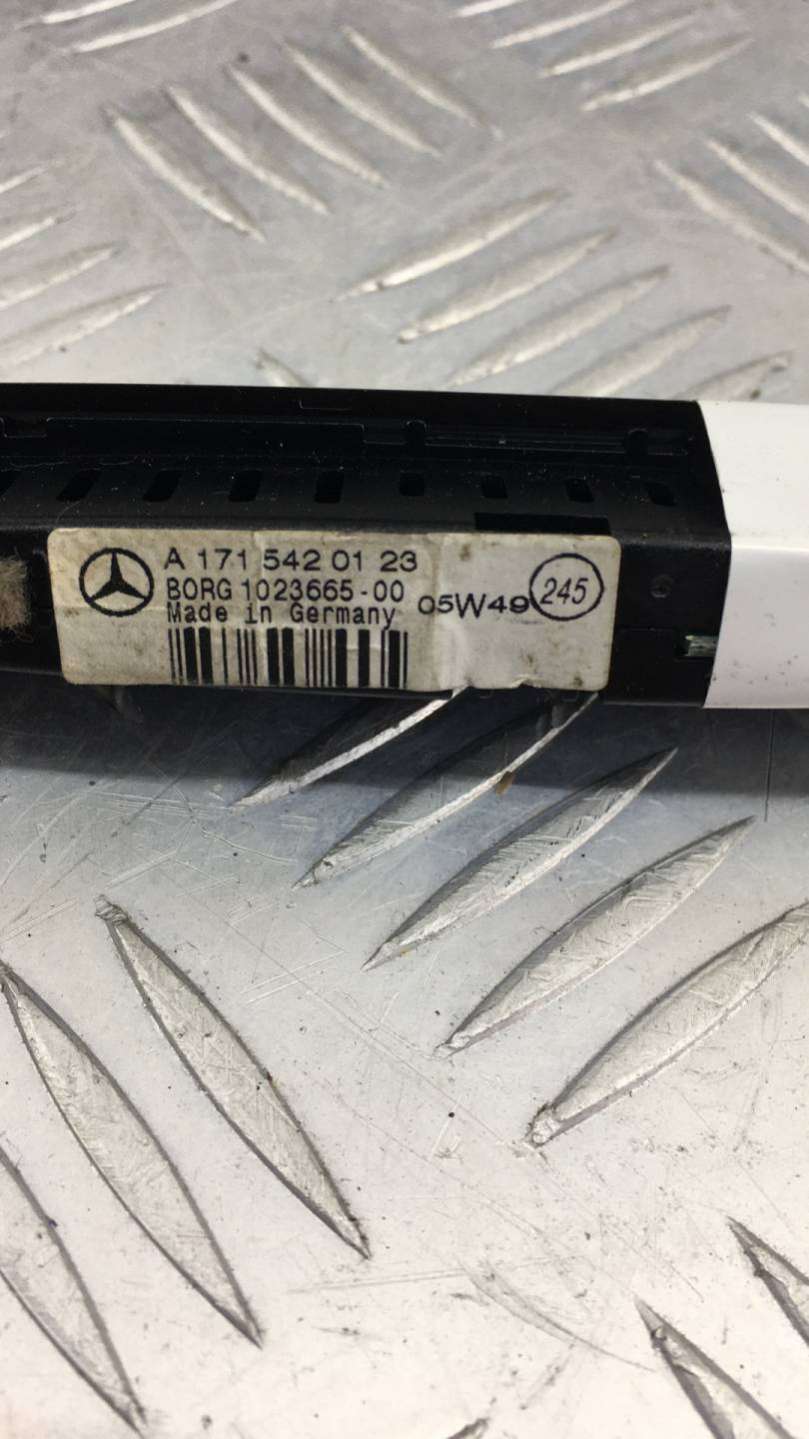 A 171 542 01 23
BORG 1023665-00
Made in Germany
05W49
245